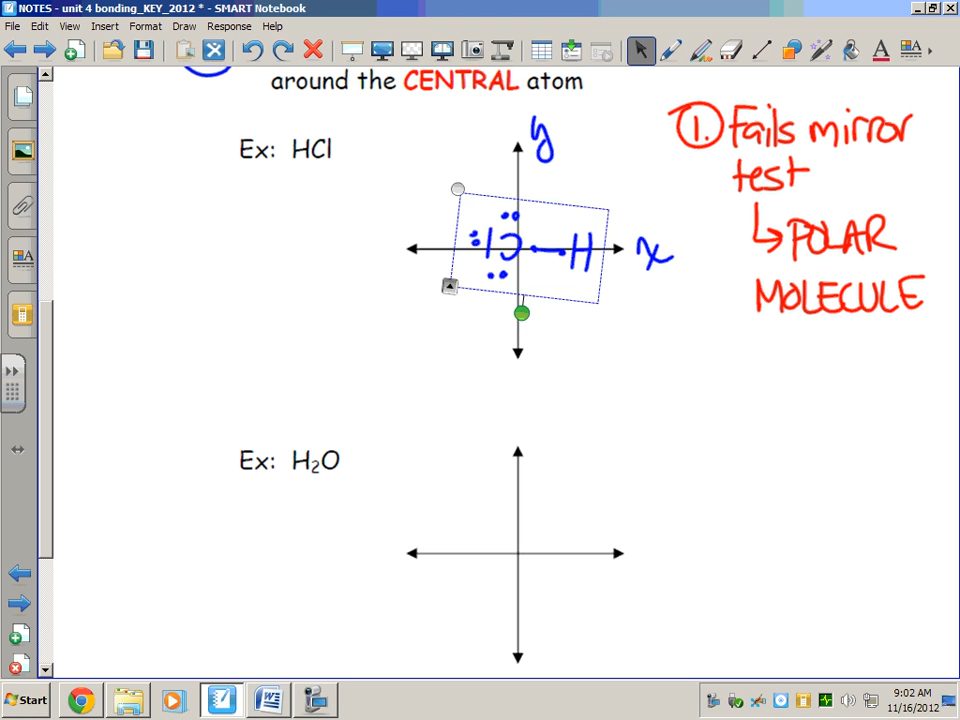 NOTES - unit 4 bonding_KEY_2012 * - SMART Notebook
File Edit View Insert Format Draw Response Help
around the CENTRAL atom
Ex: HCl
y
lƆ—H
x
1. Fails mirror
test
↳ POLAR
MOLECULE
Ex: H₂O
Start
9:02 AM
11/16/2012